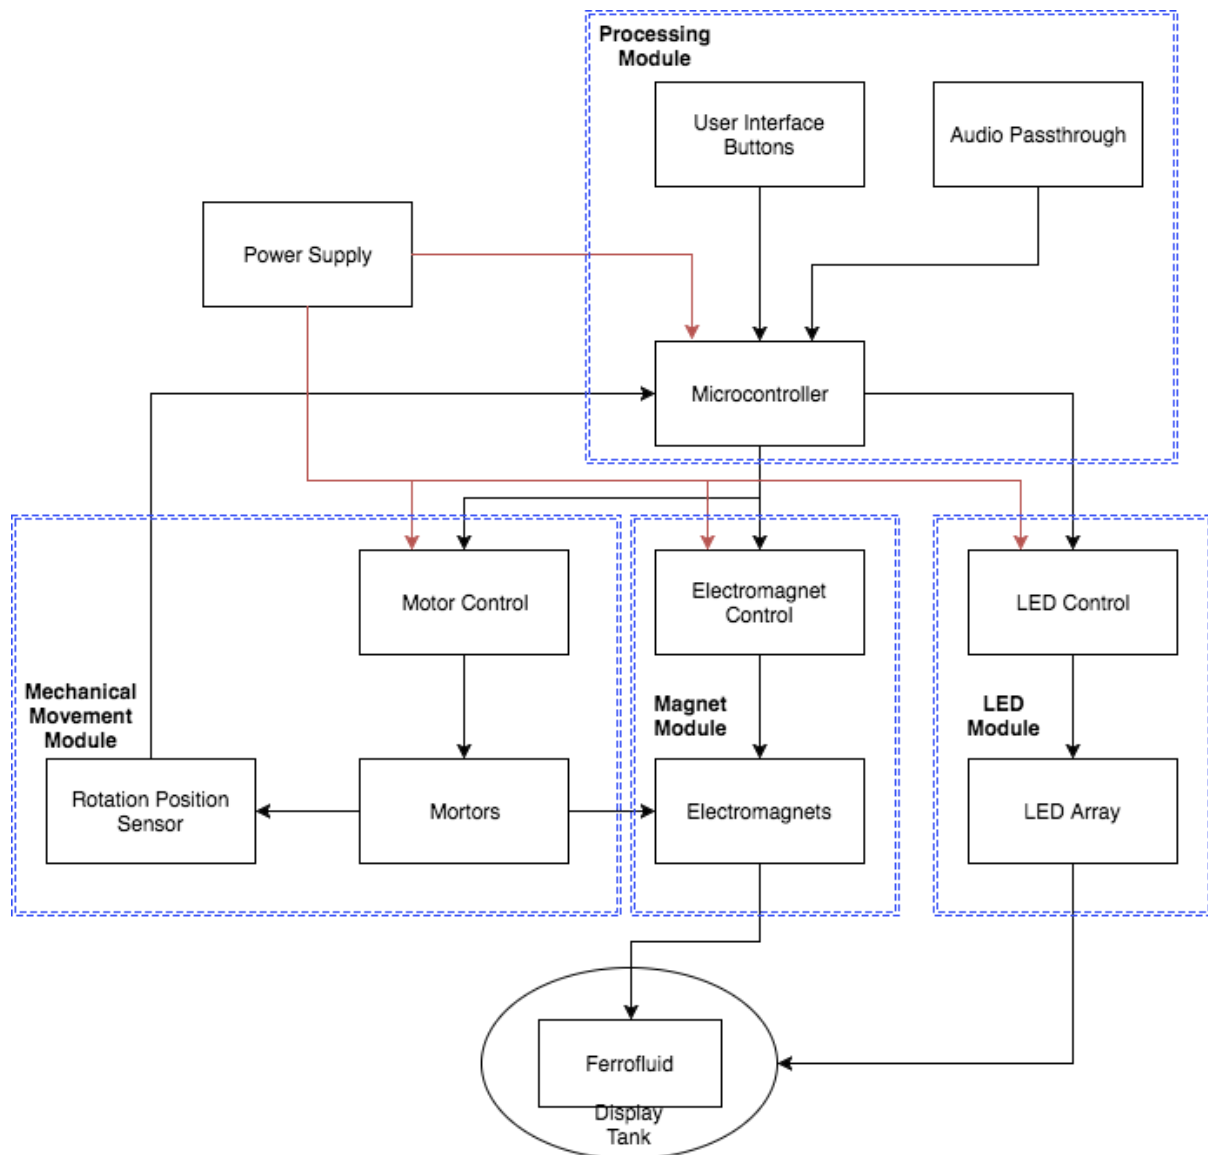 Processing
Module
User Interface
Buttons
Audio Passthrough
Power Supply
Microcontroller
Motor Control
Electromagnet
Control
LED Control
Mechanical
Movement
Module
Magnet
Module
LED
Module
Rotation Position
Sensor
Mortors
Electromagnets
LED Array
Ferrofluid
Display
Tank